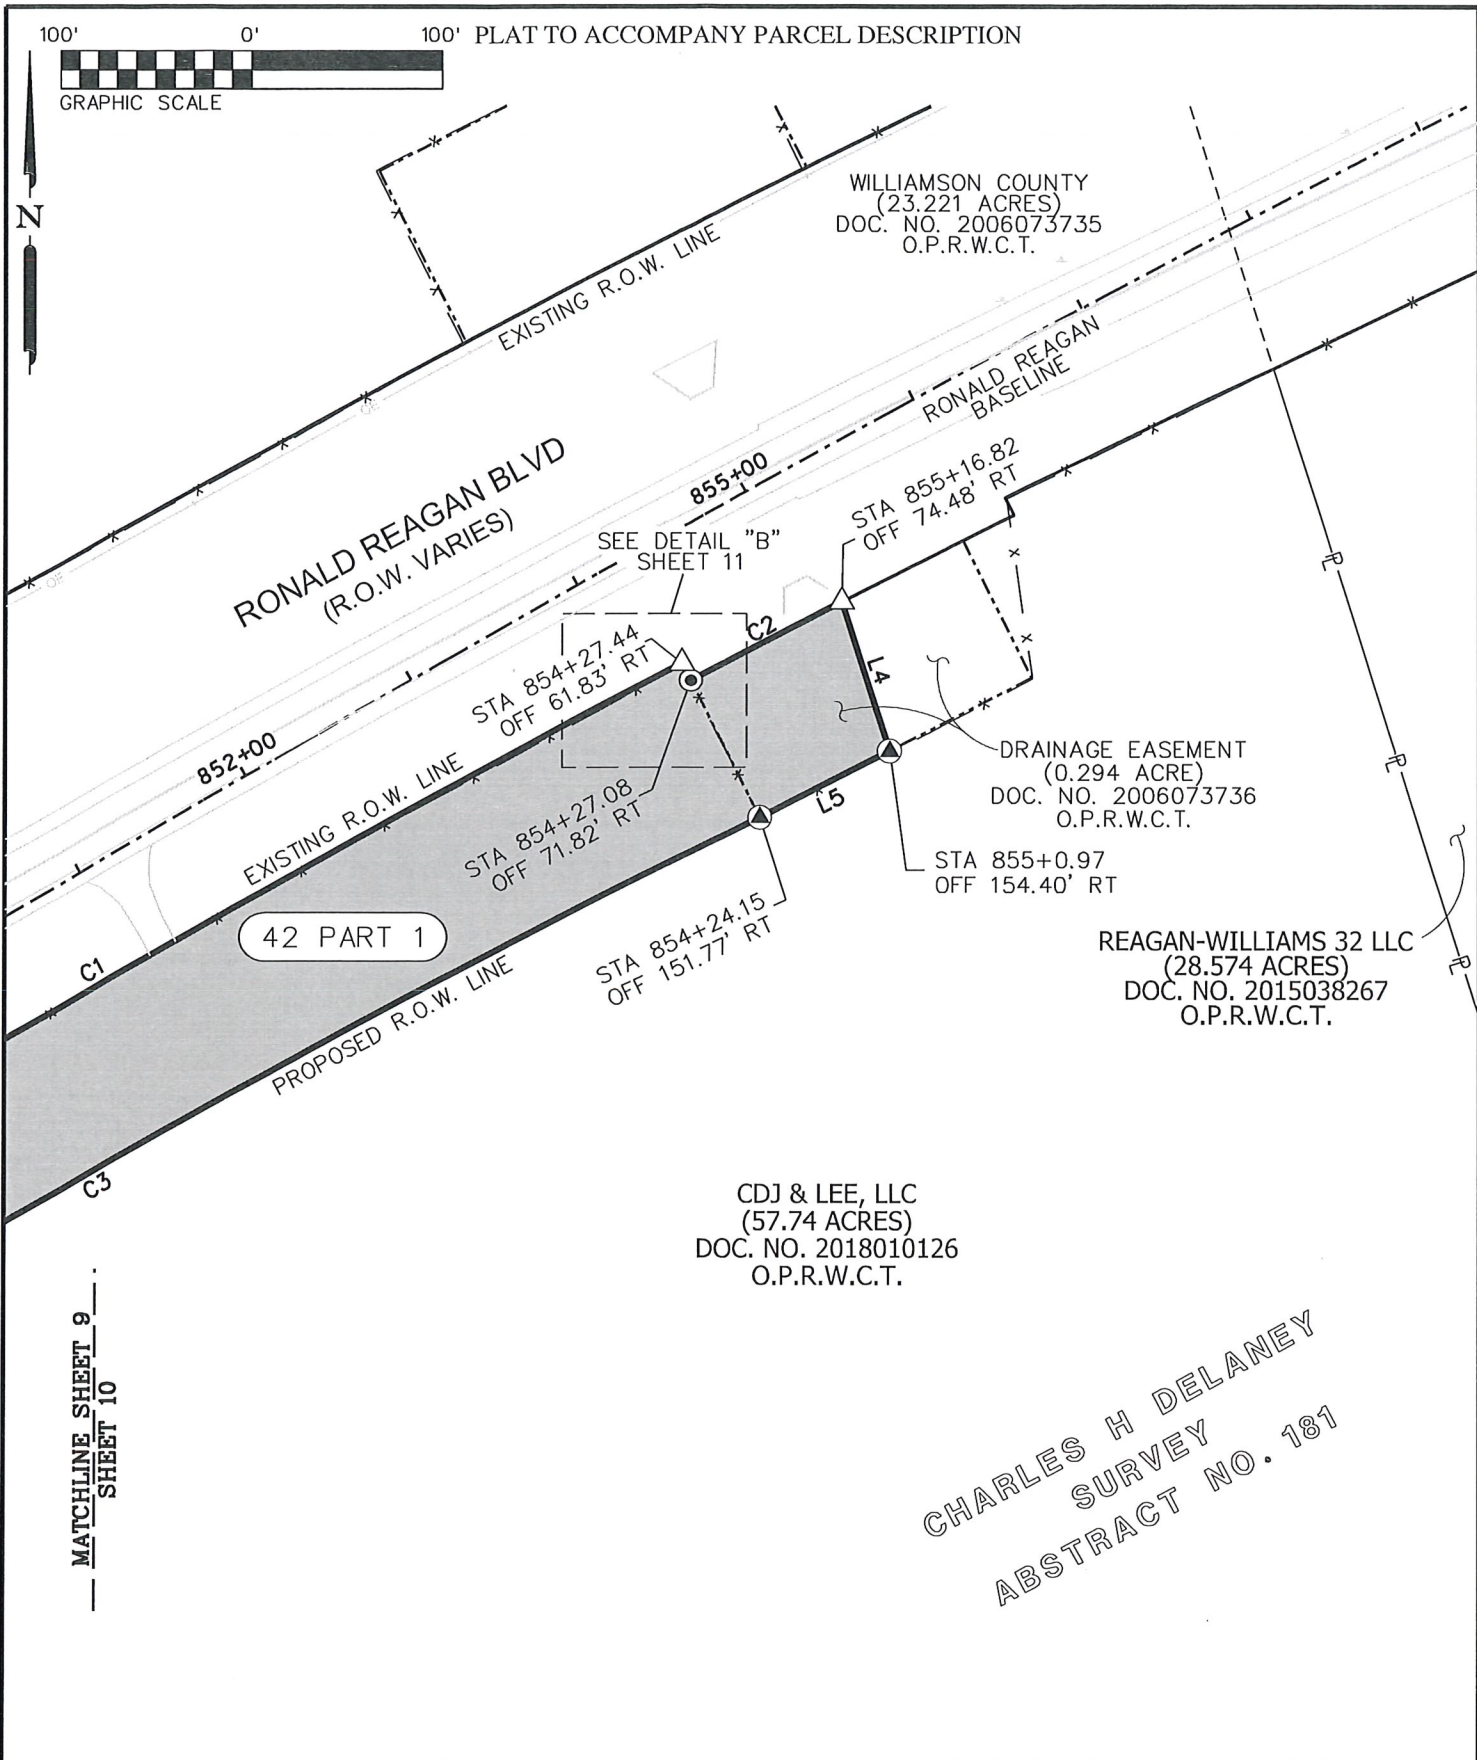 100' 0' 100' PLAT TO ACCOMPANY PARCEL DESCRIPTION
GRAPHIC SCALE
N
WILLIAMSON COUNTY
(23.221 ACRES)
DOC. NO. 2006073735
O.P.R.W.C.T.
EXISTING R.O.W. LINE
RONALD REAGAN
BASELINE
OE
OE
RONALD REAGAN BLVD
(R.O.W. VARIES)
855+00
STA 855+16.82
OFF 74.48' RT
SEE DETAIL "B"
SHEET 11
C2
STA 854+27.44
OFF 61.83' RT
L4
852+00
EXISTING R.O.W. LINE
DRAINAGE EASEMENT
(0.294 ACRE)
DOC. NO. 2006073736
O.P.R.W.C.T.
STA 854+27.08
OFF 71.82' RT
L5
STA 855+0.97
OFF 154.40' RT
42 PART 1
STA 854+24.15
OFF 151.77' RT
REAGAN-WILLIAMS 32 LLC
(28.574 ACRES)
DOC. NO. 2015038267
O.P.R.W.C.T.
C1
PROPOSED R.O.W. LINE
C3
PL
PL
PL
CDJ & LEE, LLC
(57.74 ACRES)
DOC. NO. 2018010126
O.P.R.W.C.T.
MATCHLINE SHEET 9
SHEET 10
CHARLES H DELANEY
SURVEY
ABSTRACT NO. 181